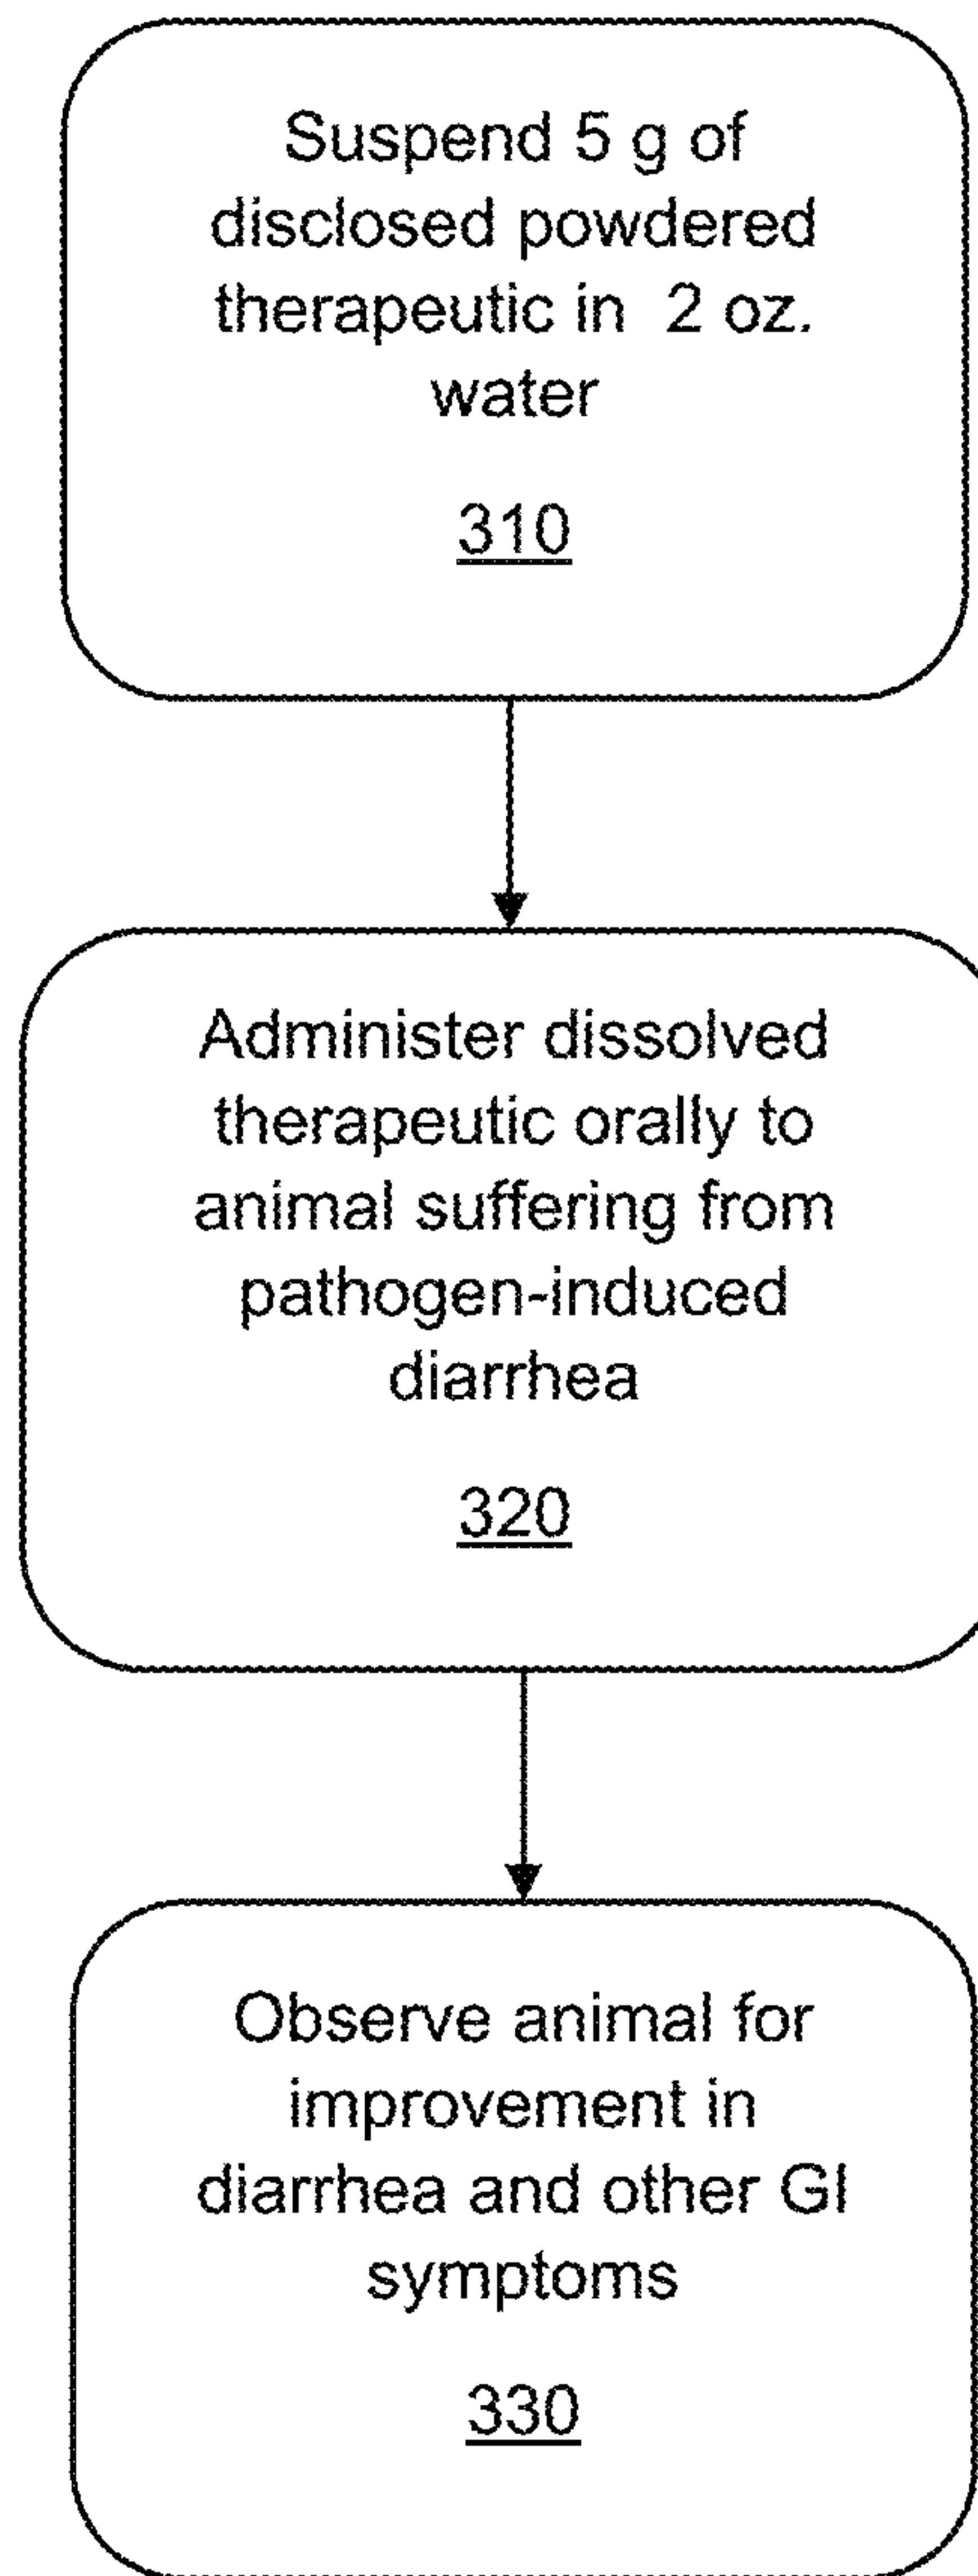 Suspend 5 g of
disclosed powdered
therapeutic in 2 oz.
water
310
Administer dissolved
therapeutic orally to
animal suffering from
pathogen-induced
diarrhea
320
Observe animal for
improvement in
diarrhea and other GI
symptoms
330